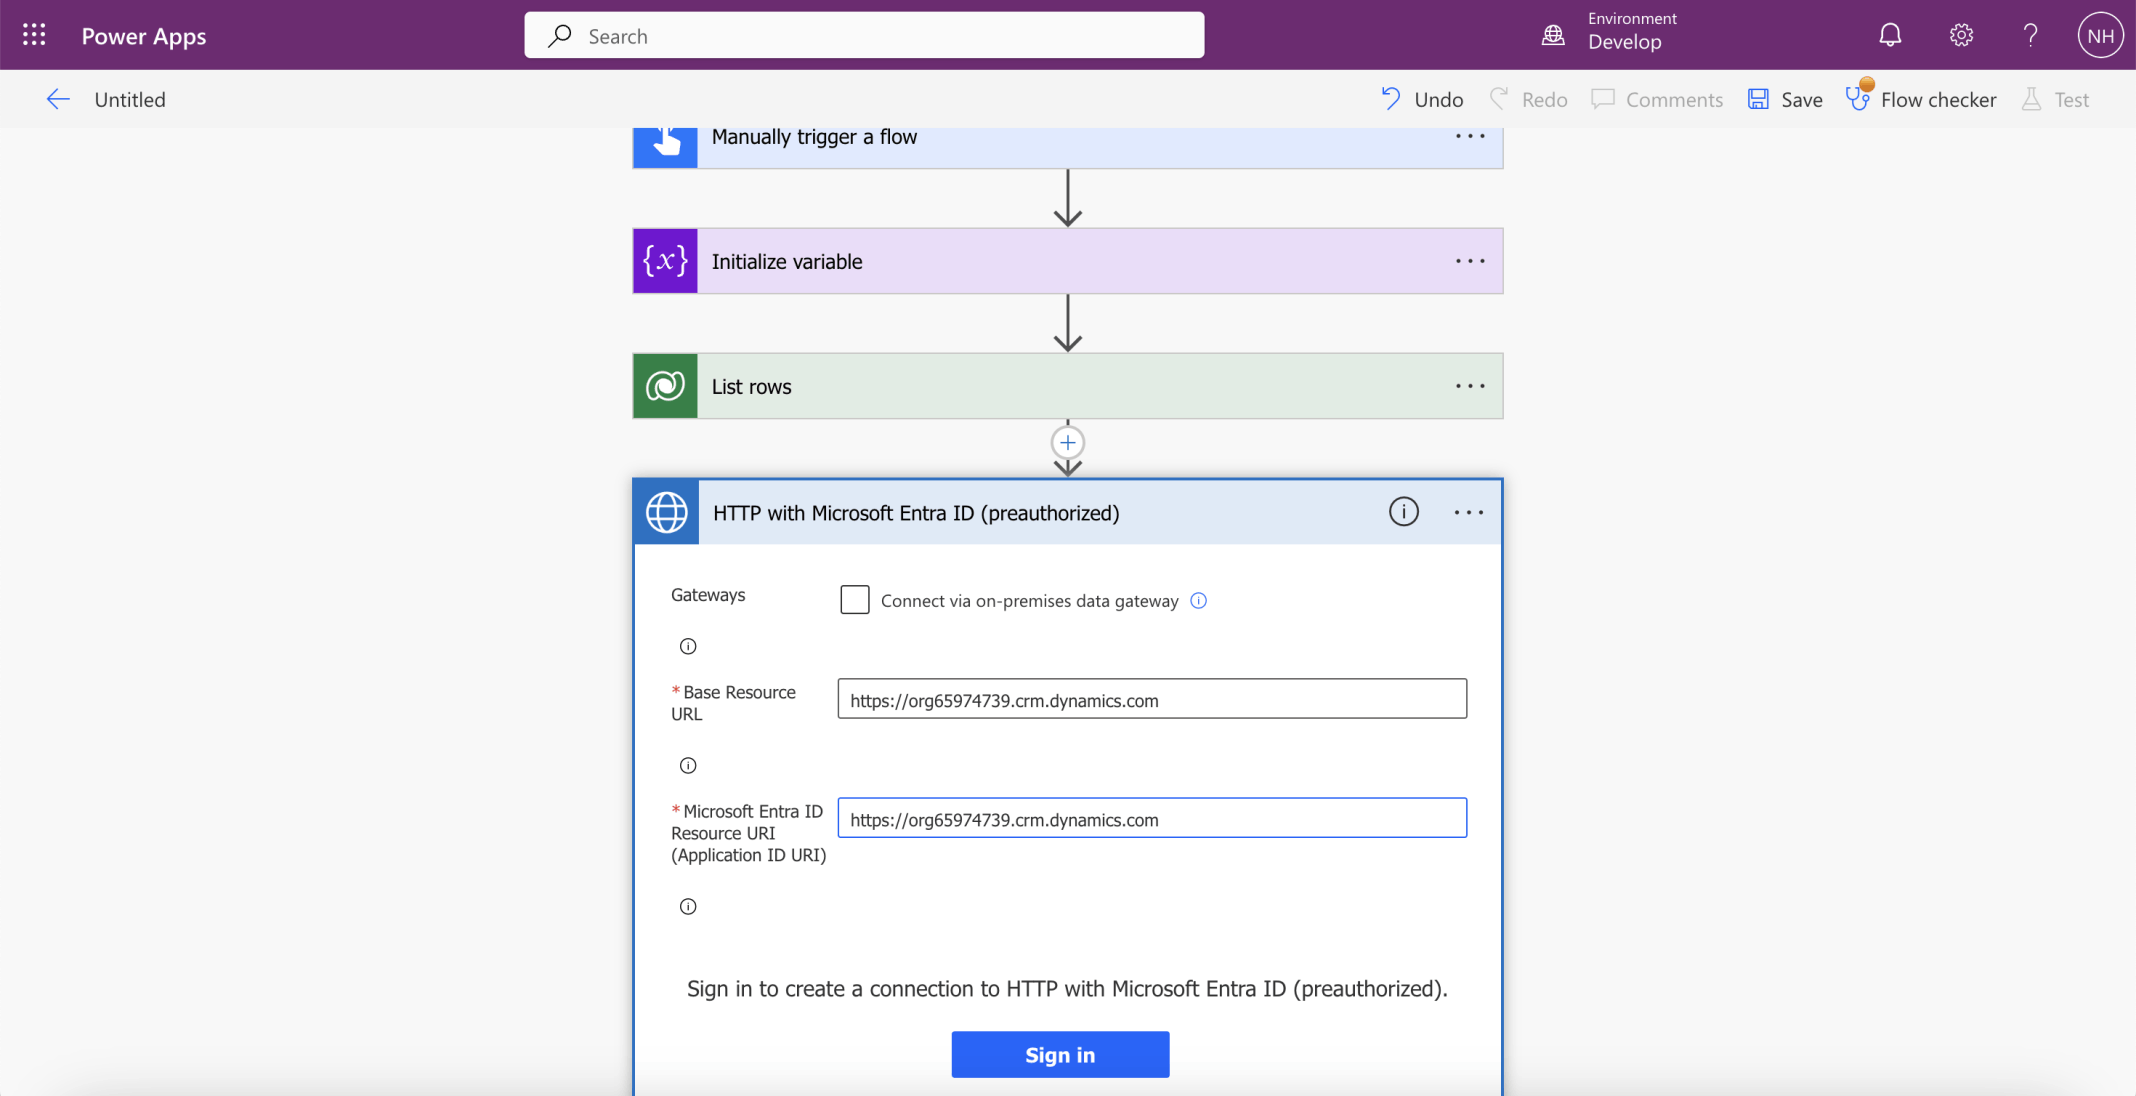 Power Apps
Search
Environment
Develop
NH
Untitled
Undo
Redo
Comments
Save
Flow checker
Test
Manually trigger a flow
{x} Initialize variable
List rows
HTTP with Microsoft Entra ID (preauthorized)
Gateways
Connect via on-premises data gateway
* Base Resource
URL
https://org65974739.crm.dynamics.com
* Microsoft Entra ID
Resource URI
(Application ID URI)
https://org65974739.crm.dynamics.com
Sign in to create a connection to HTTP with Microsoft Entra ID (preauthorized).
Sign in